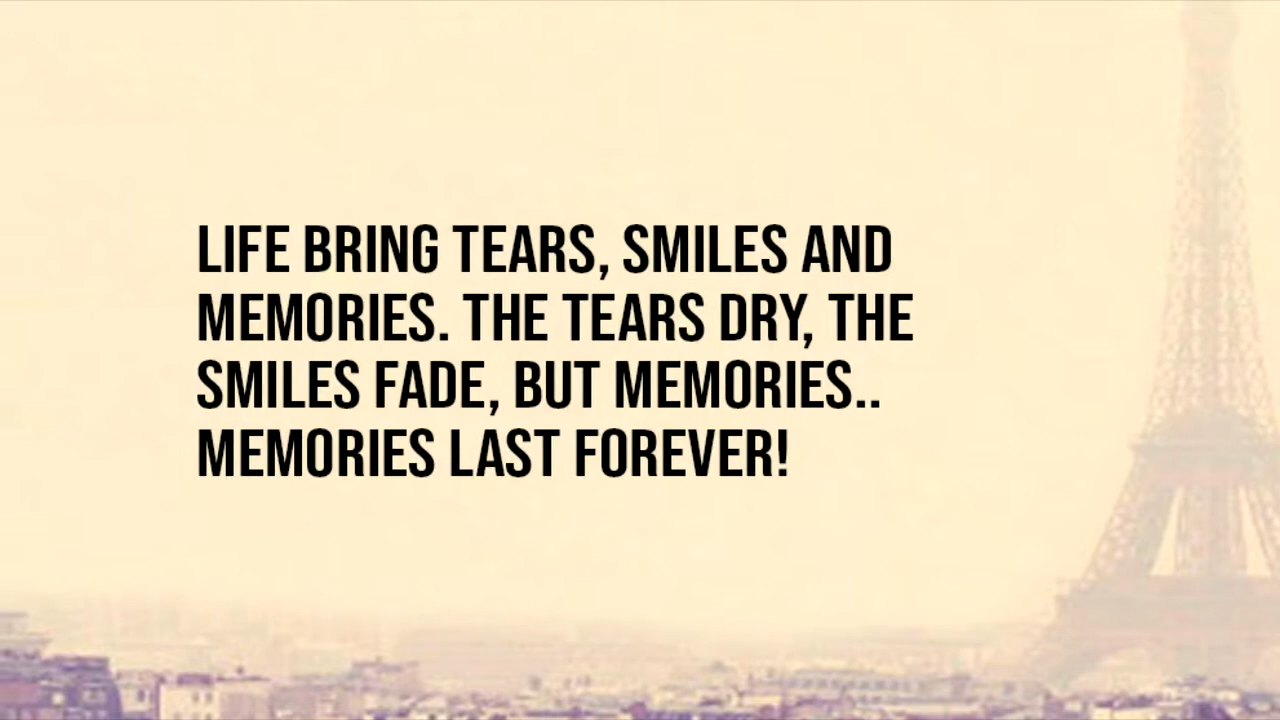 LIFE BRING TEARS, SMILES AND
MEMORIES. THE TEARS DRY, THE
SMILES FADE, BUT MEMORIES..
MEMORIES LAST FOREVER!